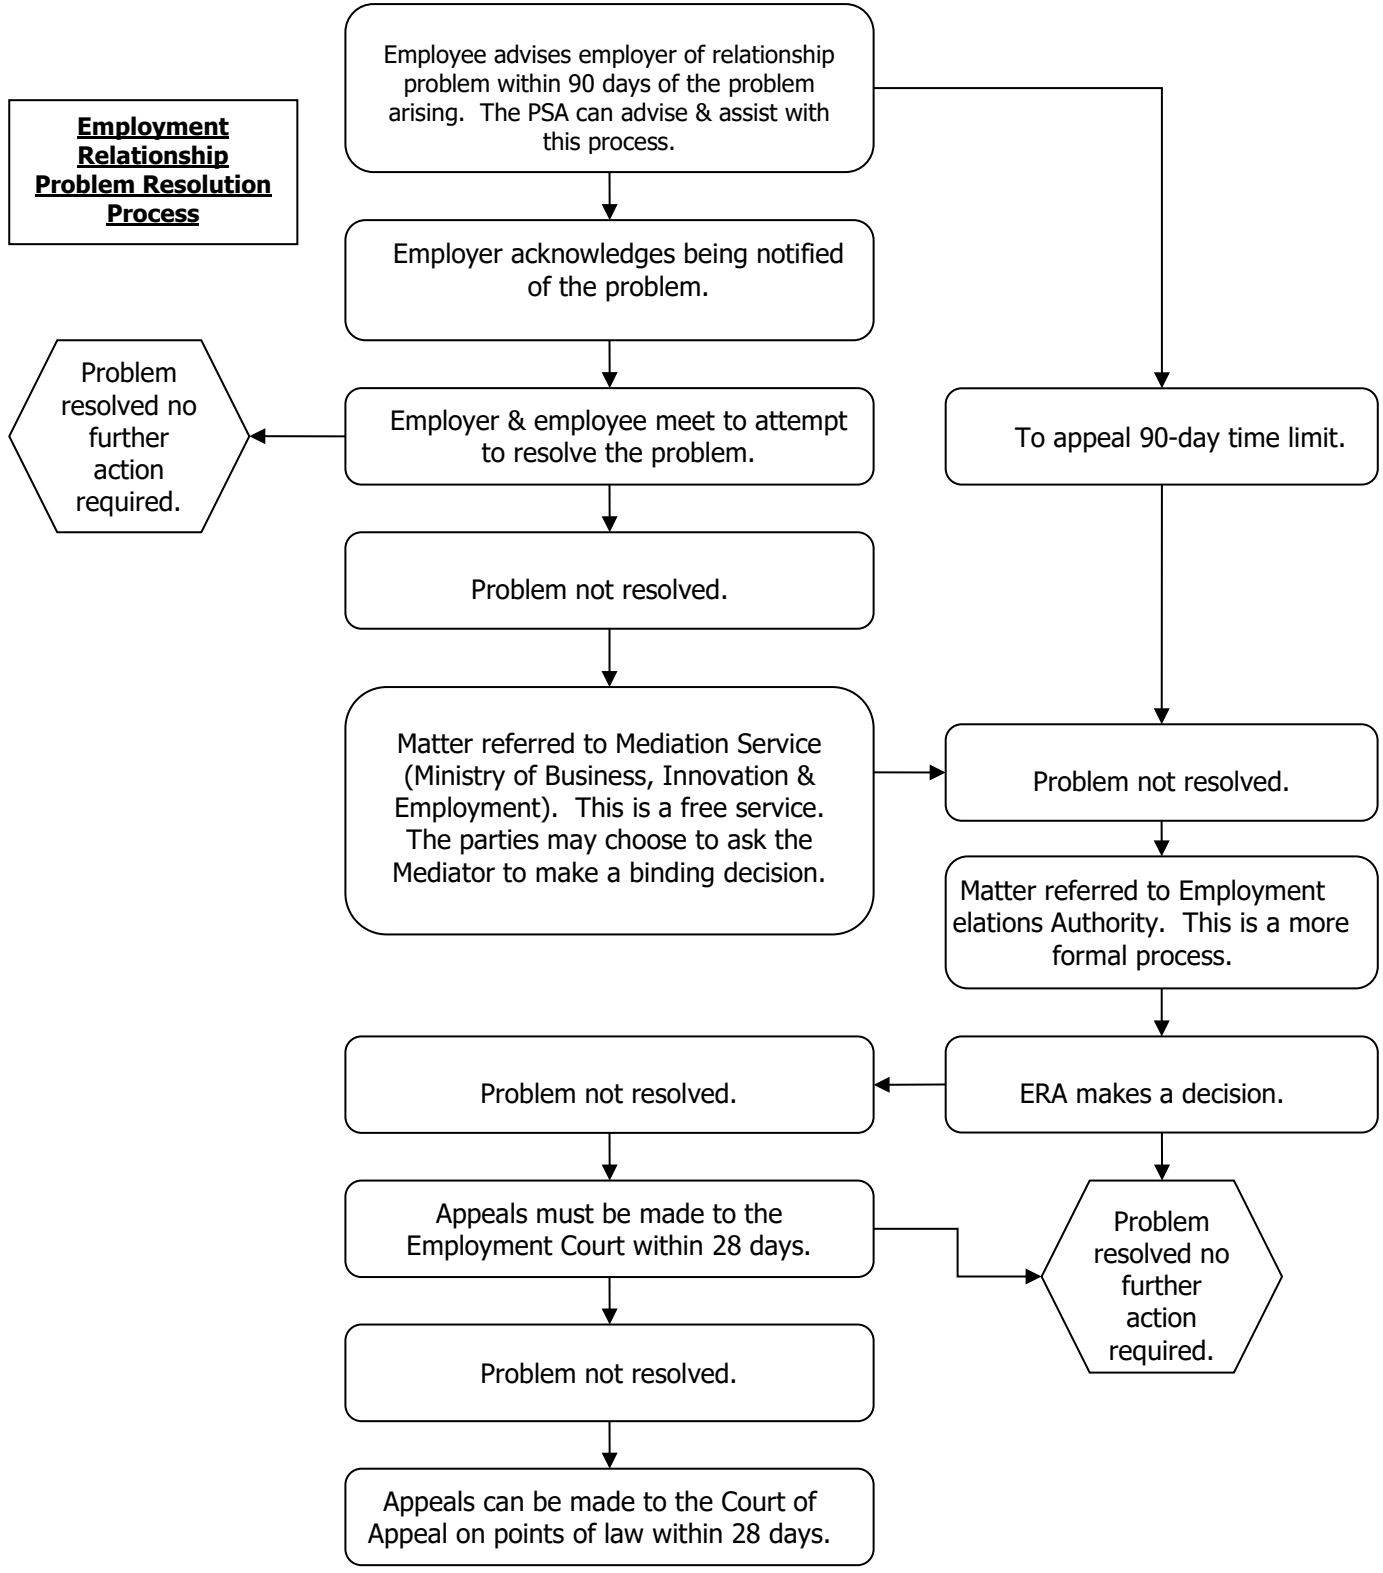 Employment
Relationship
Problem Resolution
Process
Employee advises employer of relationship
problem within 90 days of the problem
arising.  The PSA can advise & assist with
this process.
Employer acknowledges being notified
of the problem.
Problem
resolved no
further
action
required.
Employer & employee meet to attempt
to resolve the problem.
To appeal 90-day time limit.
Problem not resolved.
Matter referred to Mediation Service
(Ministry of Business, Innovation &
Employment).  This is a free service.
The parties may choose to ask the
Mediator to make a binding decision.
Problem not resolved.
Matter referred to Employment
elations Authority.  This is a more
formal process.
Problem not resolved.
ERA makes a decision.
Appeals must be made to the
Employment Court within 28 days.
Problem
resolved no
further
action
required.
Problem not resolved.
Appeals can be made to the Court of
Appeal on points of law within 28 days.